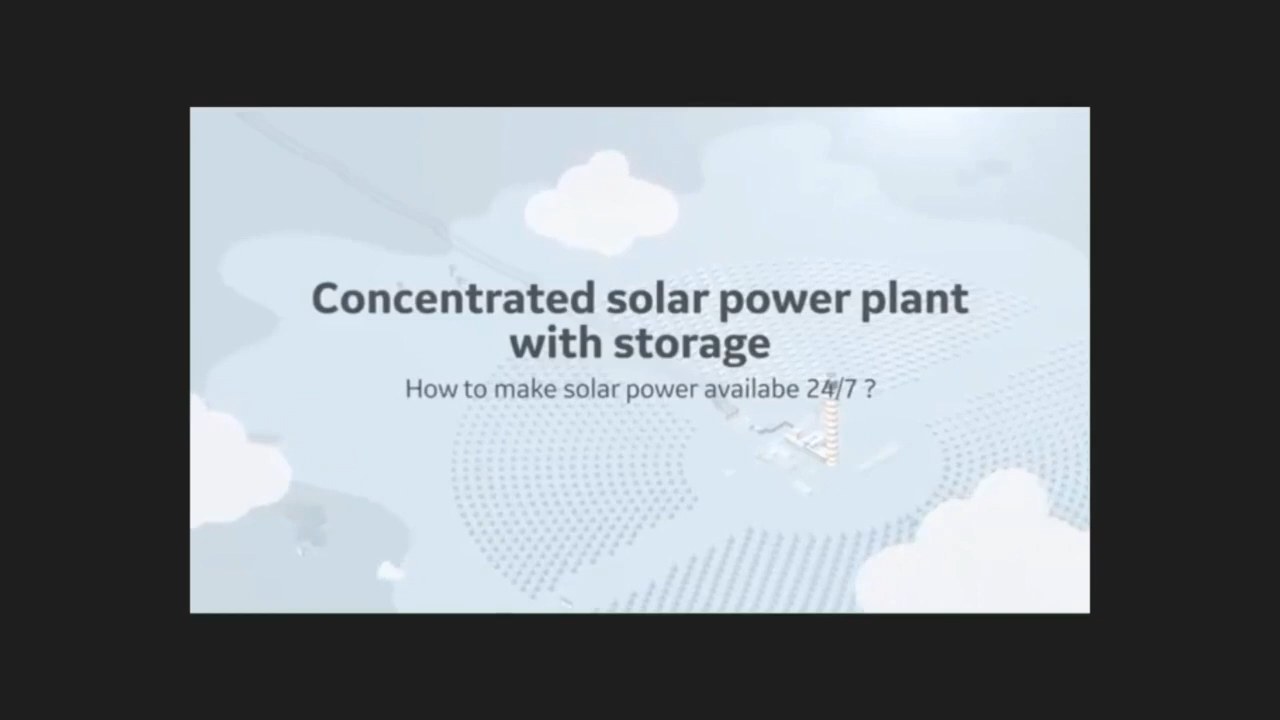 Concentrated solar power plant
with storage
How to make solar power availabe 24/7 ?